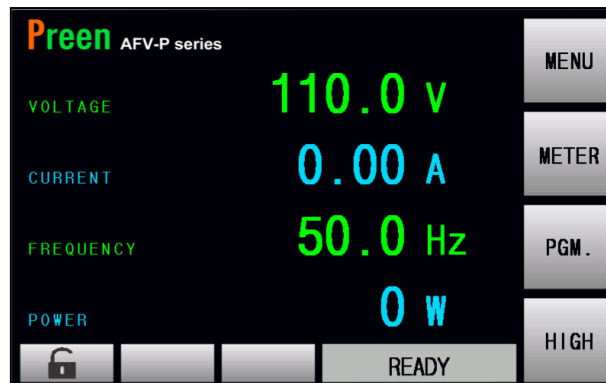 Preen AFV-P series
MENU
VOLTAGE 110.0 V
CURRENT 0.00 A
METER
FREQUENCY 50.0 Hz
PGM.
POWER 0 W
HIGH
READY